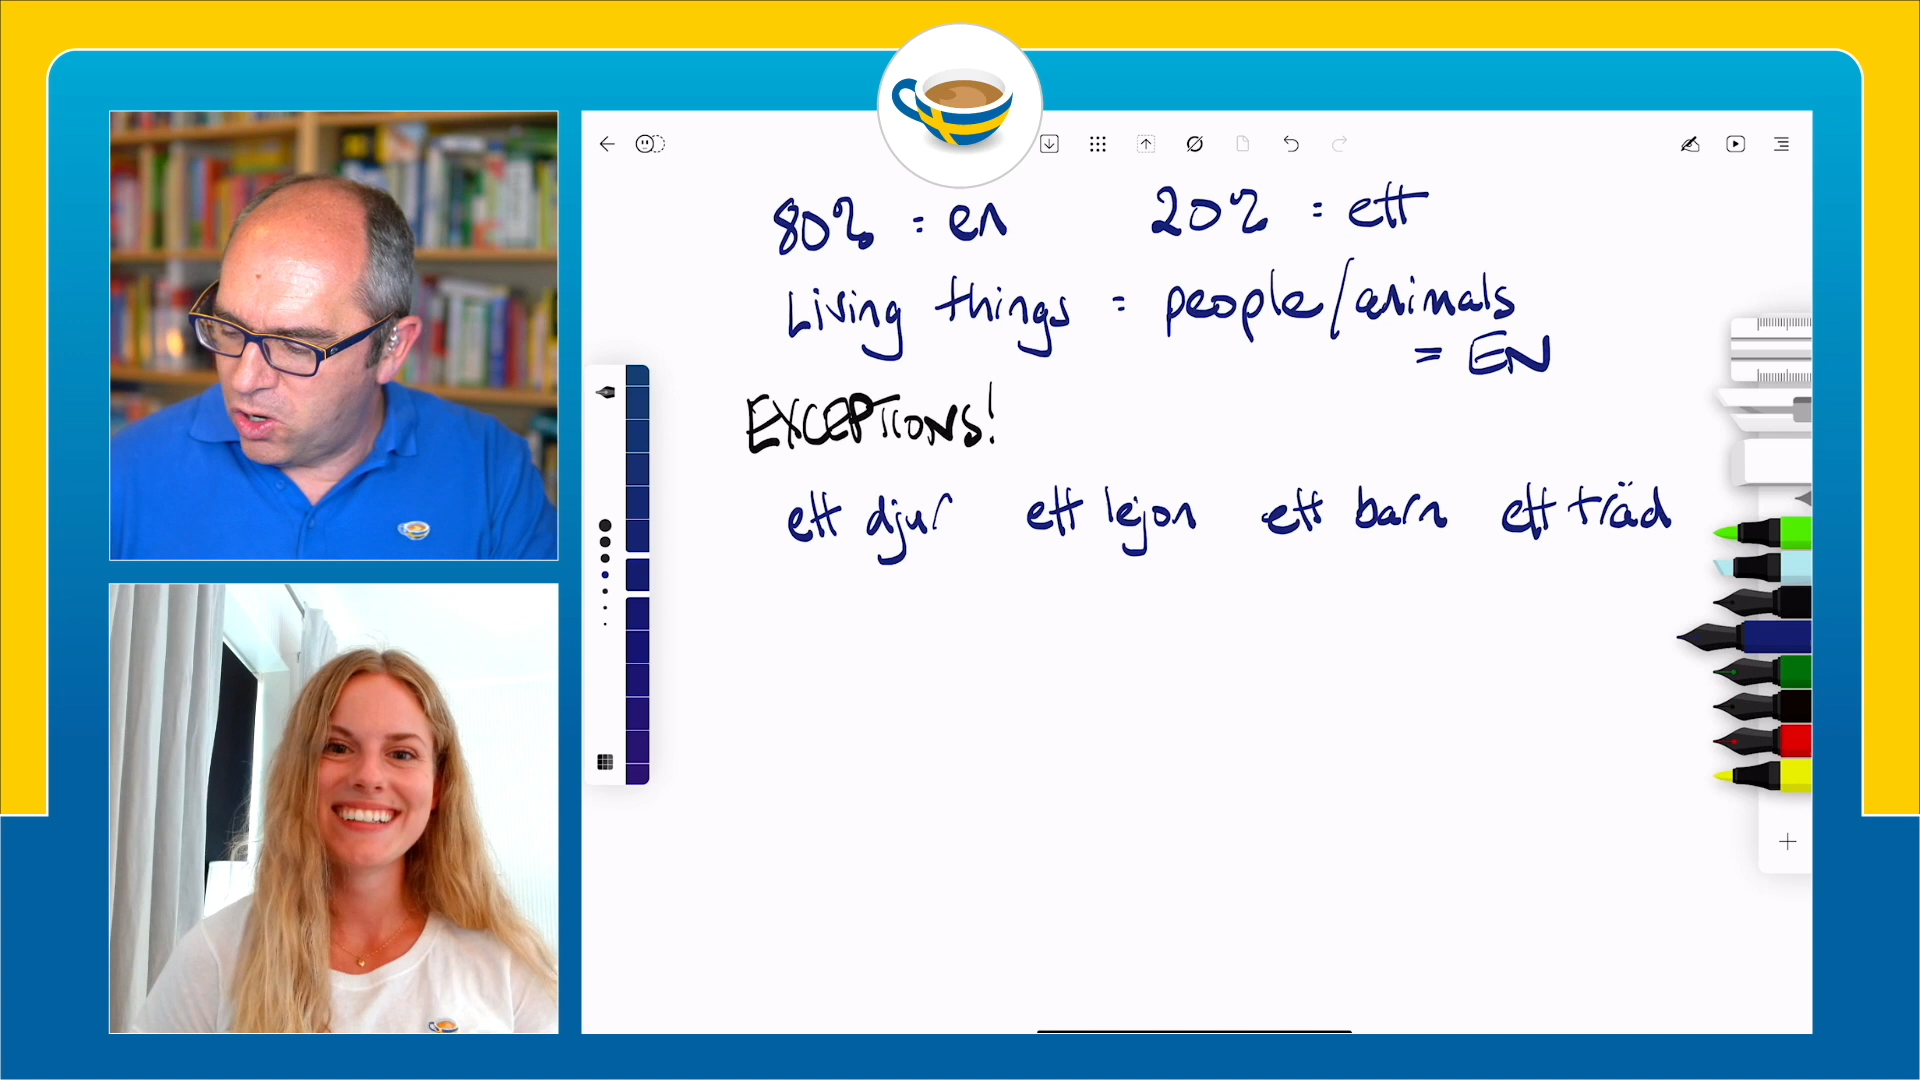 80% = en 20% = ett
Living things = people/animals
= EN
EXCEPTIONS!
ett djur ett lejon ett barn ett träd